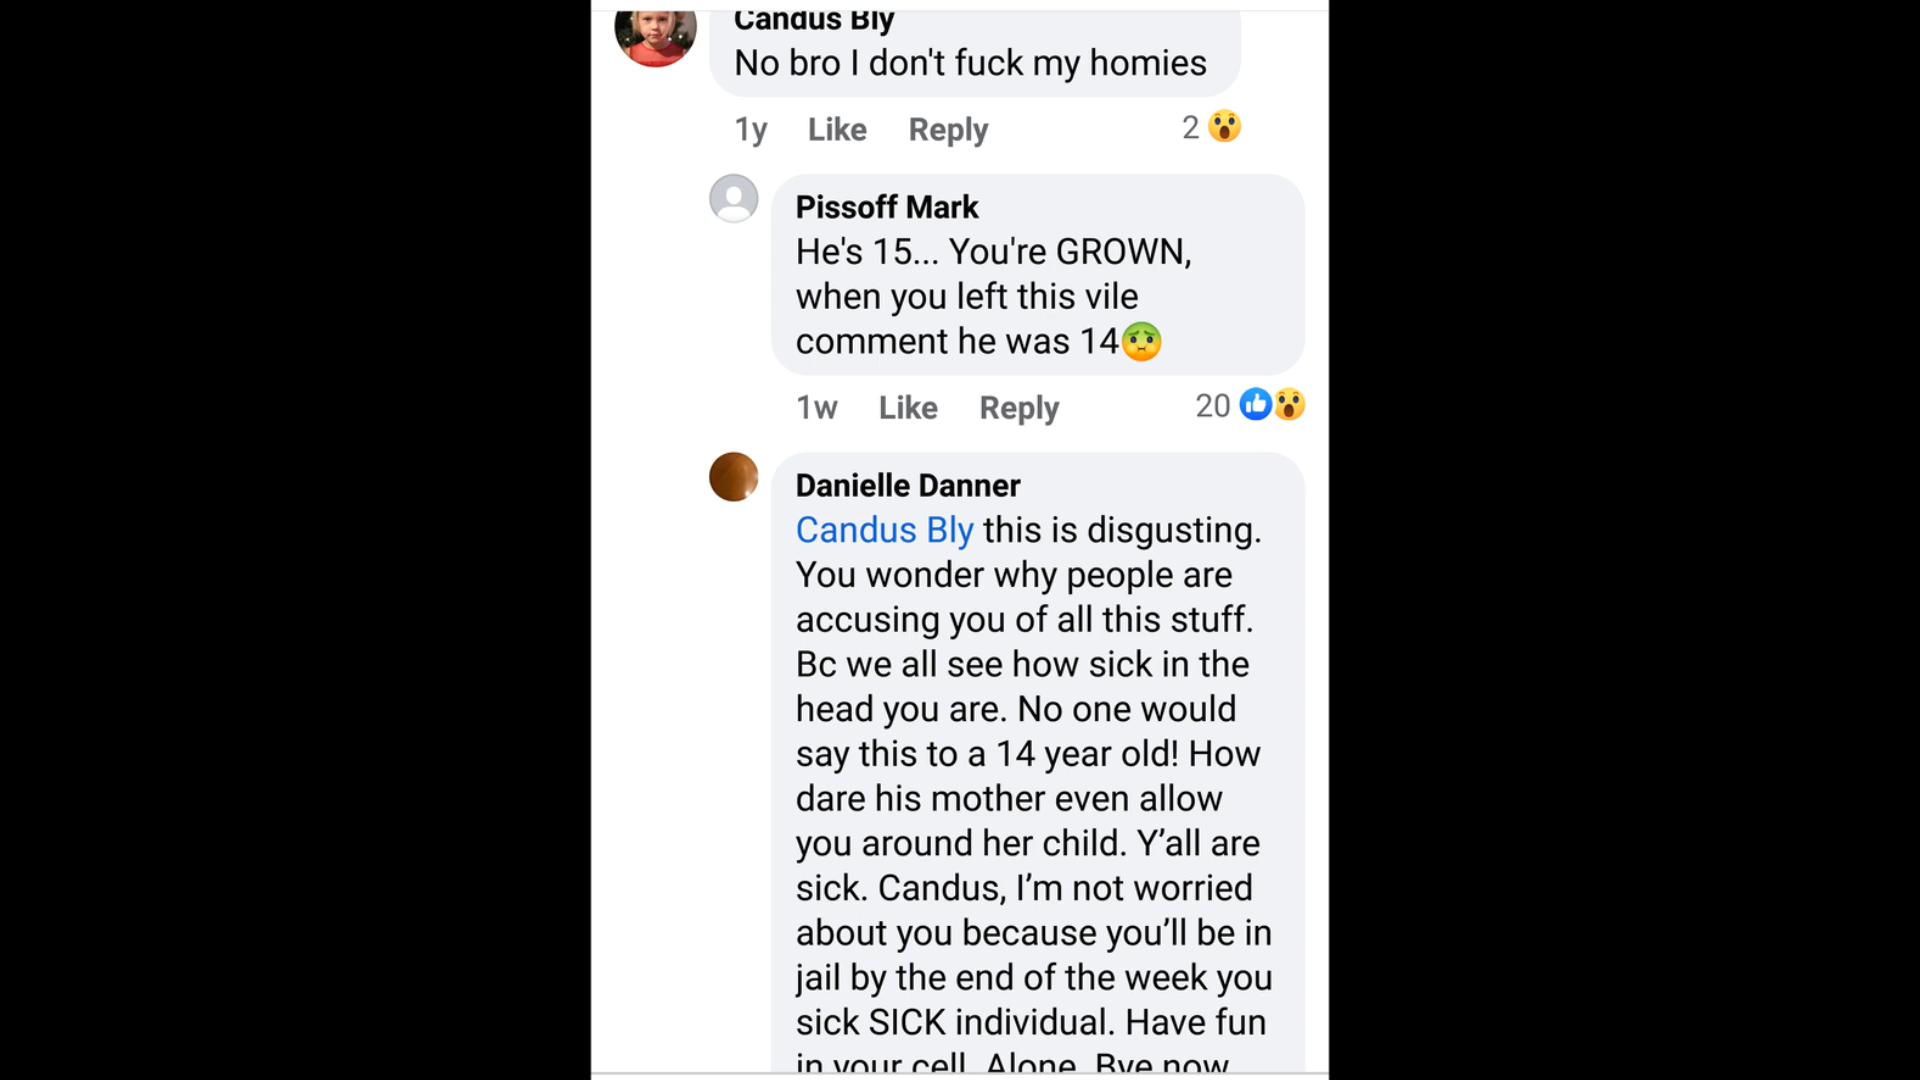 Candus Bly
No bro I don't fuck my homies
1y Like Reply 2
Pissoff Mark
He's 15... You're GROWN,
when you left this vile
comment he was 14
1w Like Reply 20
Danielle Danner
Candus Bly this is disgusting.
You wonder why people are
accusing you of all this stuff.
Bc we all see how sick in the
head you are. No one would
say this to a 14 year old! How
dare his mother even allow
you around her child. Y’all are
sick. Candus, I’m not worried
about you because you’ll be in
jail by the end of the week you
sick SICK individual. Have fun
in your cell. Alone. Bye now